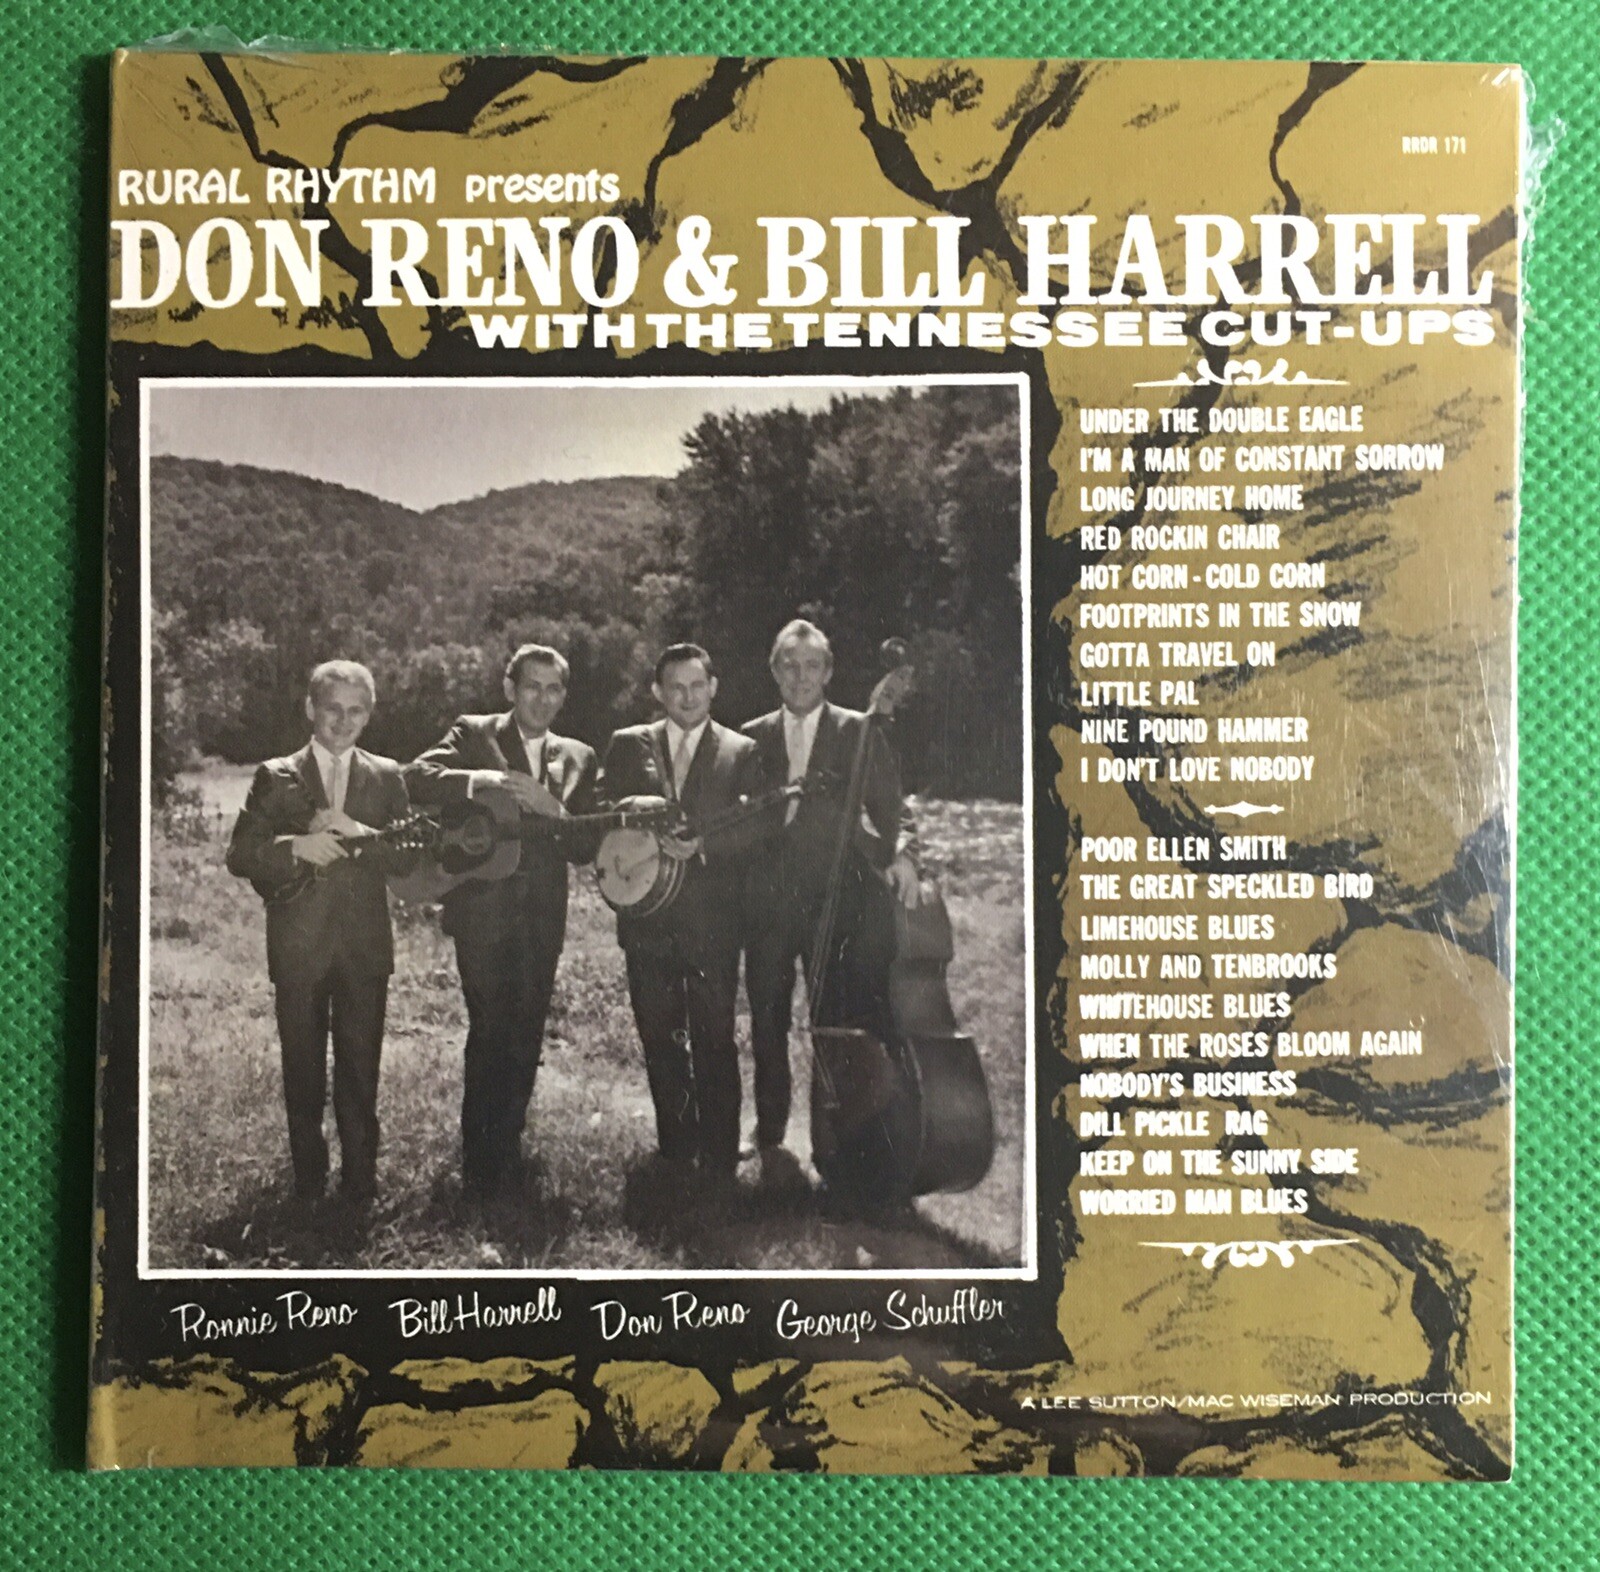 RRDR 171
RURAL RHYTHM presents
DON RENO & BILL HARRELL
WITH THE TENNESSEE CUT-UPS
UNDER THE DOUBLE EAGLE
I'M A MAN OF CONSTANT SORROW
LONG JOURNEY HOME
RED ROCKIN CHAIR
HOT CORN - COLD CORN
FOOTPRINTS IN THE SNOW
GOTTA TRAVEL ON
LITTLE PAL
NINE POUND HAMMER
I DON'T LOVE NOBODY
POOR ELLEN SMITH
THE GREAT SPECKLED BIRD
LIMEHOUSE BLUES
MOLLY AND TENBROOKS
WHITEHOUSE BLUES
WHEN THE ROSES BLOOM AGAIN
NOBODY'S BUSINESS
DILL PICKLE RAG
KEEP ON THE SUNNY SIDE
WORRIED MAN BLUES
Ronnie Reno Bill Harrell Don Reno George Schuffler
A LEE SUTTON/MAC WISEMAN PRODUCTION